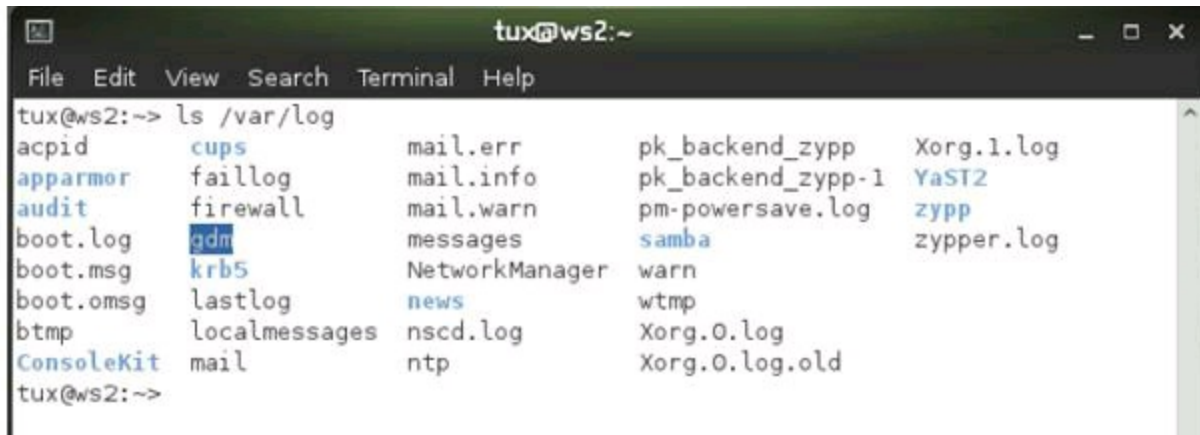 tux@ws2:~
File Edit View Search Terminal Help
tux@ws2:~> ls /var/log
acpid cups mail.err pk_backend_zypp Xorg.1.log
apparmor faillog mail.info pk_backend_zypp-1 YaST2
audit firewall mail.warn pm-powersave.log zypp
boot.log gdm messages samba zypper.log
boot.msg krb5 NetworkManager warn
boot.omsg lastlog news wtmp
btmp localmessages nscd.log Xorg.0.log
ConsoleKit mail ntp Xorg.0.log.old
tux@ws2:~>